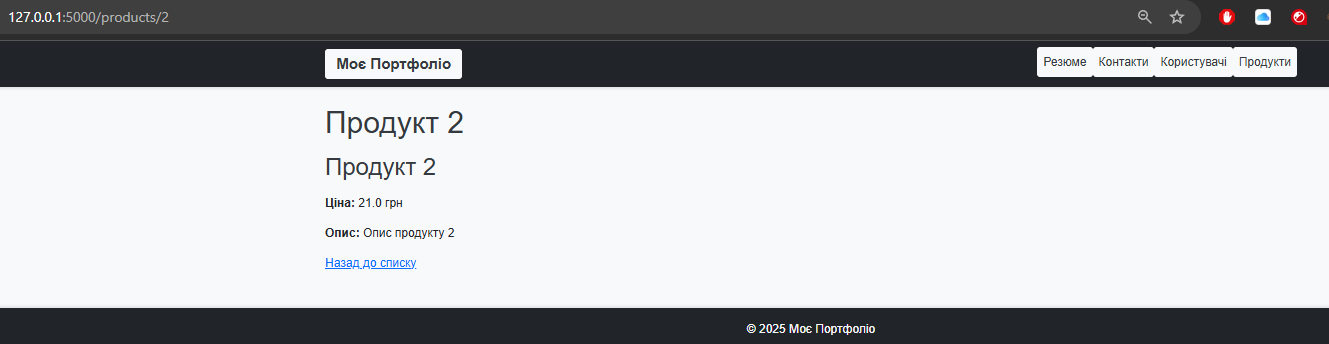 127.0.0.1:5000/products/2
Моє Портфоліо
Резюме Контакти Користувачі Продукти
Продукт 2
Продукт 2
Ціна: 21.0 грн
Опис: Опис продукту 2
Назад до списку
© 2025 Моє Портфоліо